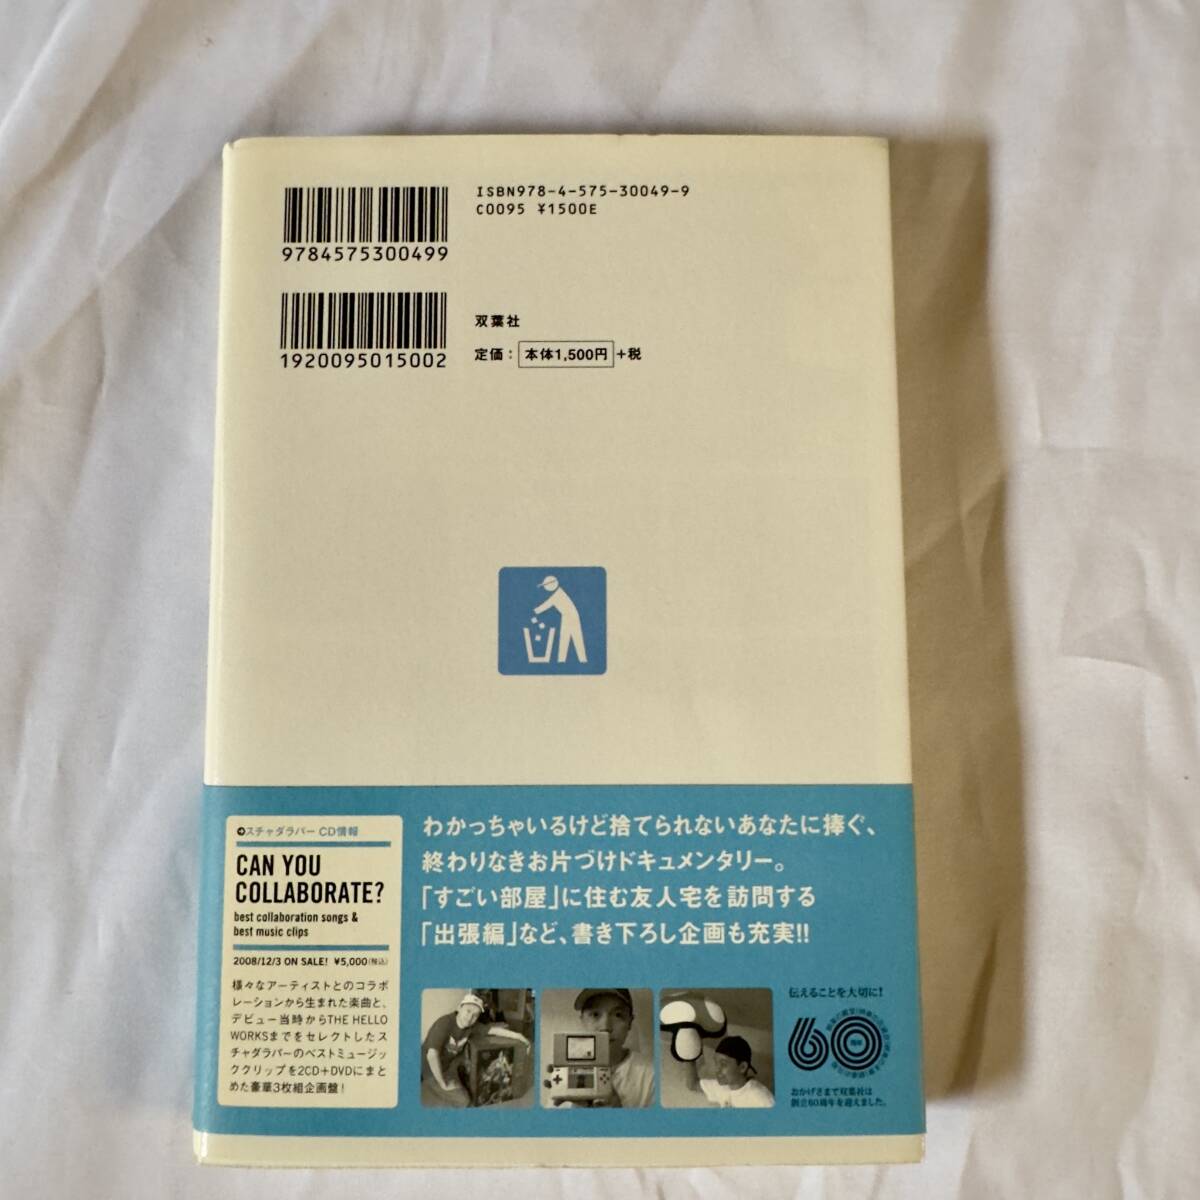 9784575300499
ISBN978-4-575-30049-9
C0095 ¥1500E
1920095015002
双葉社
定価：本体1,500円+税
スチャダラパー CD情報
CAN YOU
COLLABORATE?
best collaboration songs &
best music clips
2008/12/3 ON SALE! ¥5,000(税込)
様々なアーティストとのコラボ
レーションから生まれた楽曲と、
デビュー当時からTHE HELLO
WORKSまでをセレクトしたス
チャダラパーのベストミュージッ
ククリップを2CD+DVDにまと
めた豪華3枚組企画盤！
わかっちゃいるけど捨てられないあなたに捧ぐ、
終わりなきお片づけドキュメンタリー。
「すごい部屋」に住む友人宅を訪問する
「出張編」など、書き下ろし企画も充実!!
伝えることを大切に！
60
周年
おかげさまで双葉社は
創立60周年を迎えました。